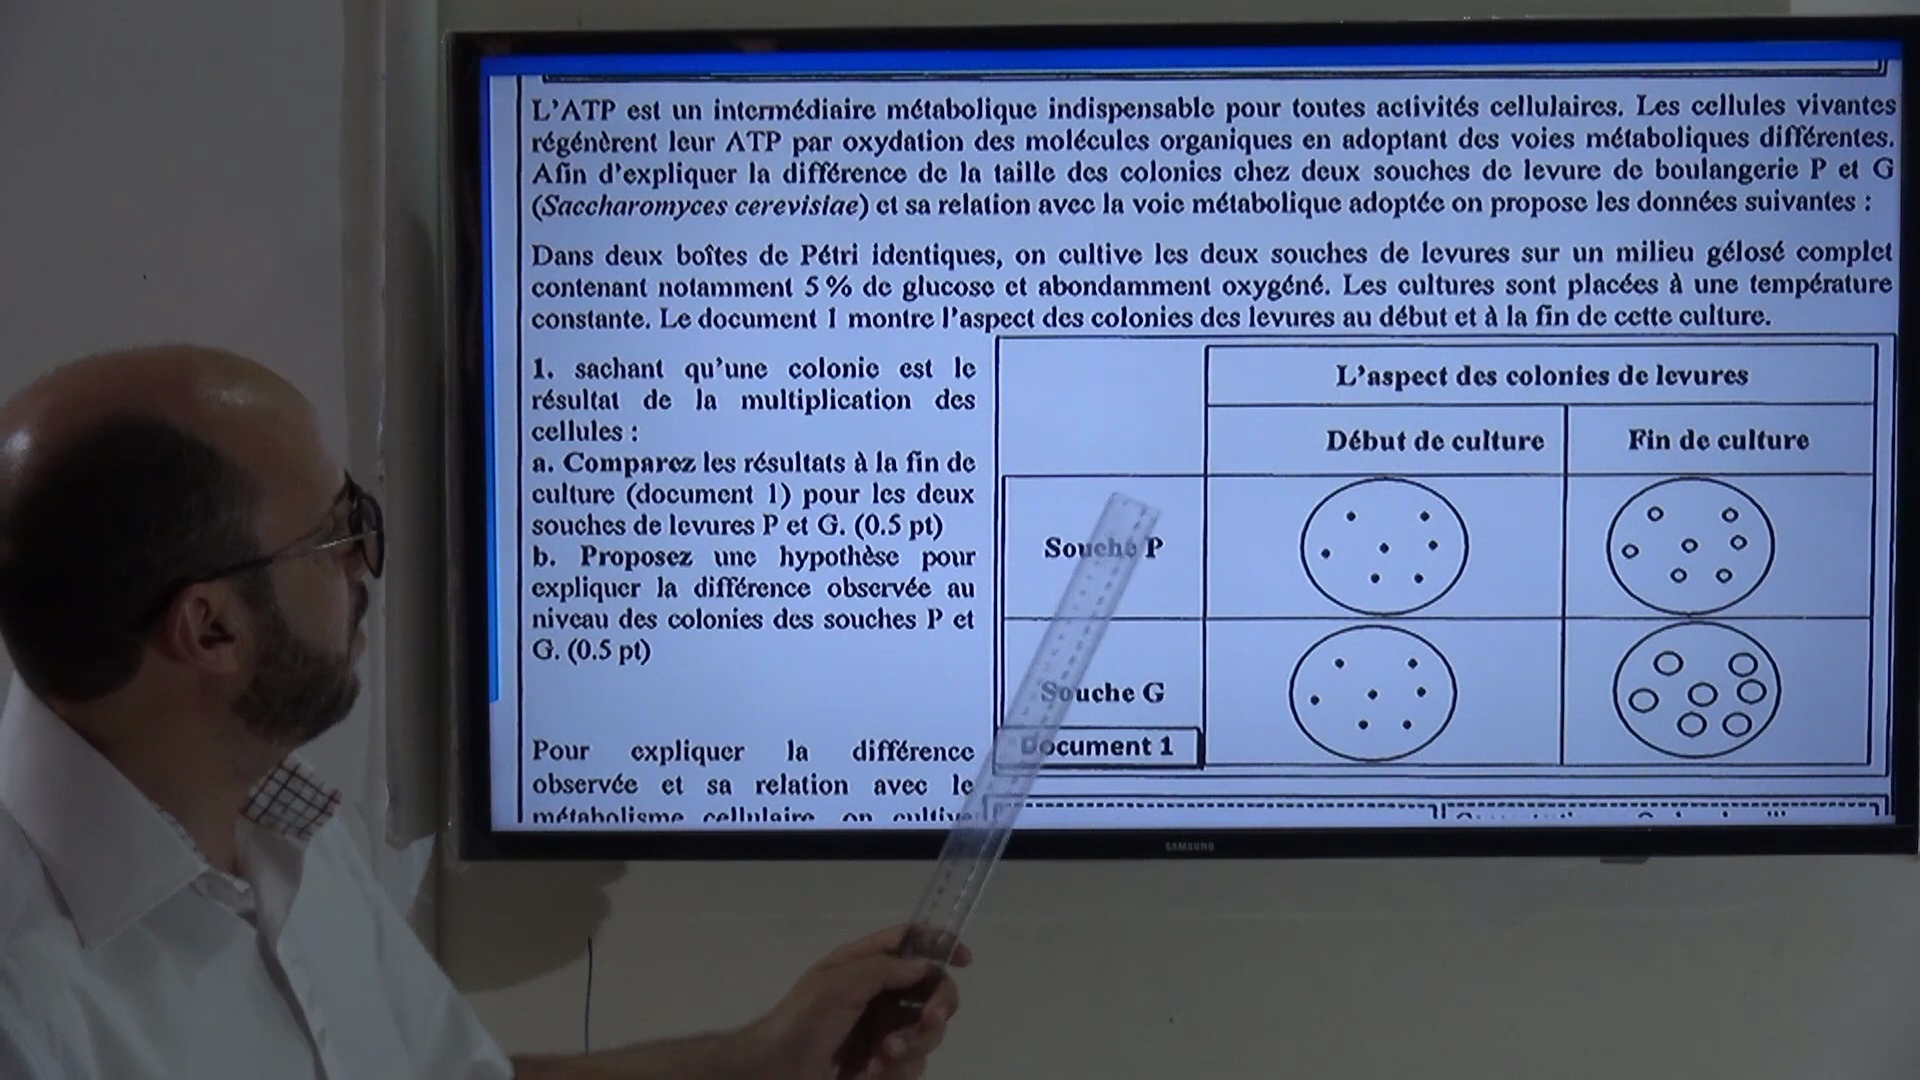 L'ATP est un intermédiaire métabolique indispensable pour toutes activités cellulaires. Les cellules vivantes
régénèrent leur ATP par oxydation des molécules organiques en adoptant des voies métaboliques différentes.
Afin d'expliquer la différence de la taille des colonies chez deux souches de levure de boulangerie P et G
(Saccharomyces cerevisiae) et sa relation avec la voie métabolique adoptée on propose les données suivantes :
Dans deux boîtes de Pétri identiques, on cultive les deux souches de levures sur un milieu gélosé complet
contenant notamment 5 % de glucose et abondamment oxygéné. Les cultures sont placées à une température
constante. Le document 1 montre l'aspect des colonies des levures au début et à la fin de cette culture.
1. sachant qu'une colonie est le
résultat de la multiplication des
cellules :
a. Comparez les résultats à la fin de
culture (document 1) pour les deux
souches de levures P et G. (0.5 pt)
b. Proposez une hypothèse pour
expliquer la différence observée au
niveau des colonies des souches P et
G. (0.5 pt)
Pour expliquer la différence
observée et sa relation avec le
métabolisme cellulaire on cultive
L'aspect des colonies de levures
Début de culture
Fin de culture
Souche P
Souche G
Document 1
SAMSUNG